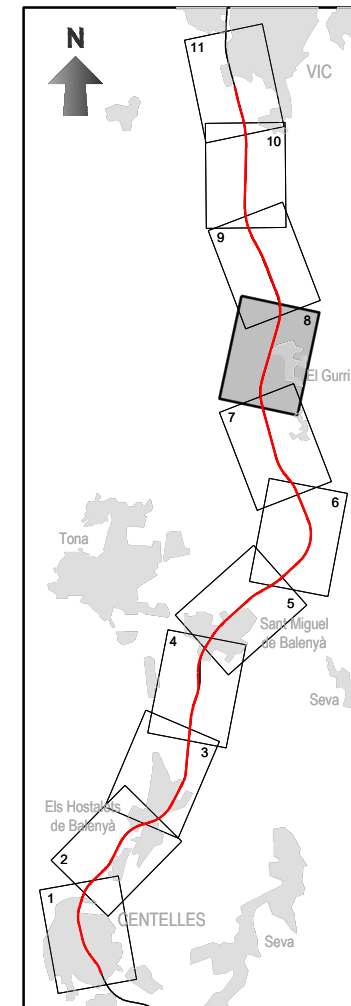 N
11
VIC
10
9
8
El Gurri
7
6
Tona
5
Sant Miguel
de Balenyà
4
Seva
3
Els Hostalets
de Balenyà
2
1
CENTELLES
Seva